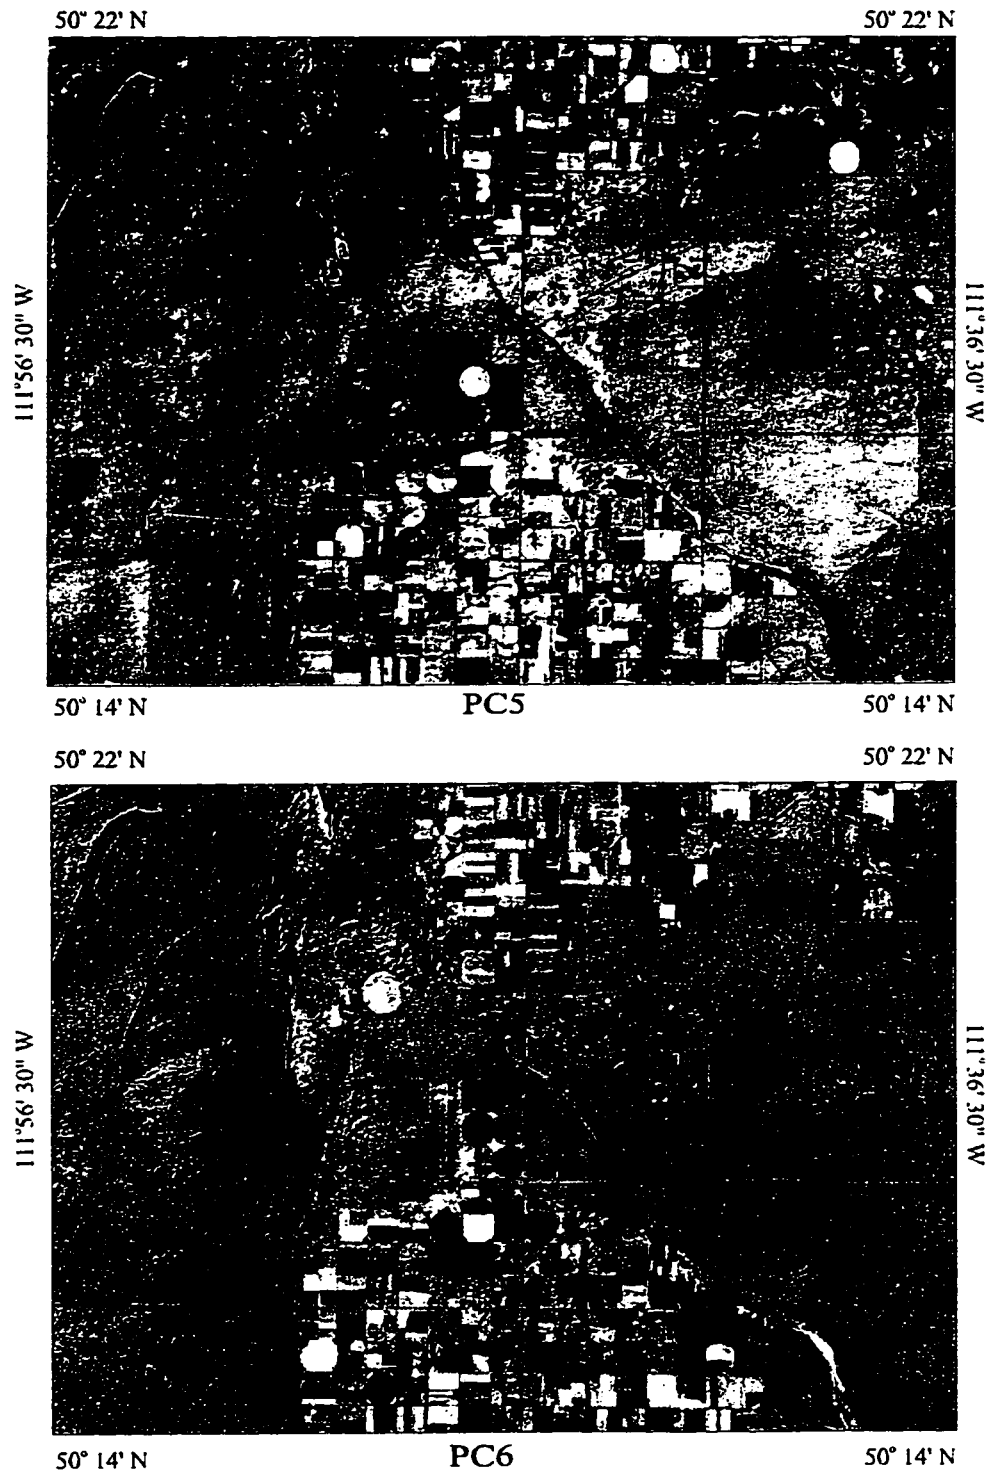 50° 22' N 50° 22' N
111°56' 30" W
111°36' 30" W
50° 14' N PC5 50° 14' N
50° 22' N 50° 22' N
111°56' 30" W
111°36' 30" W
50° 14' N PC6 50° 14' N